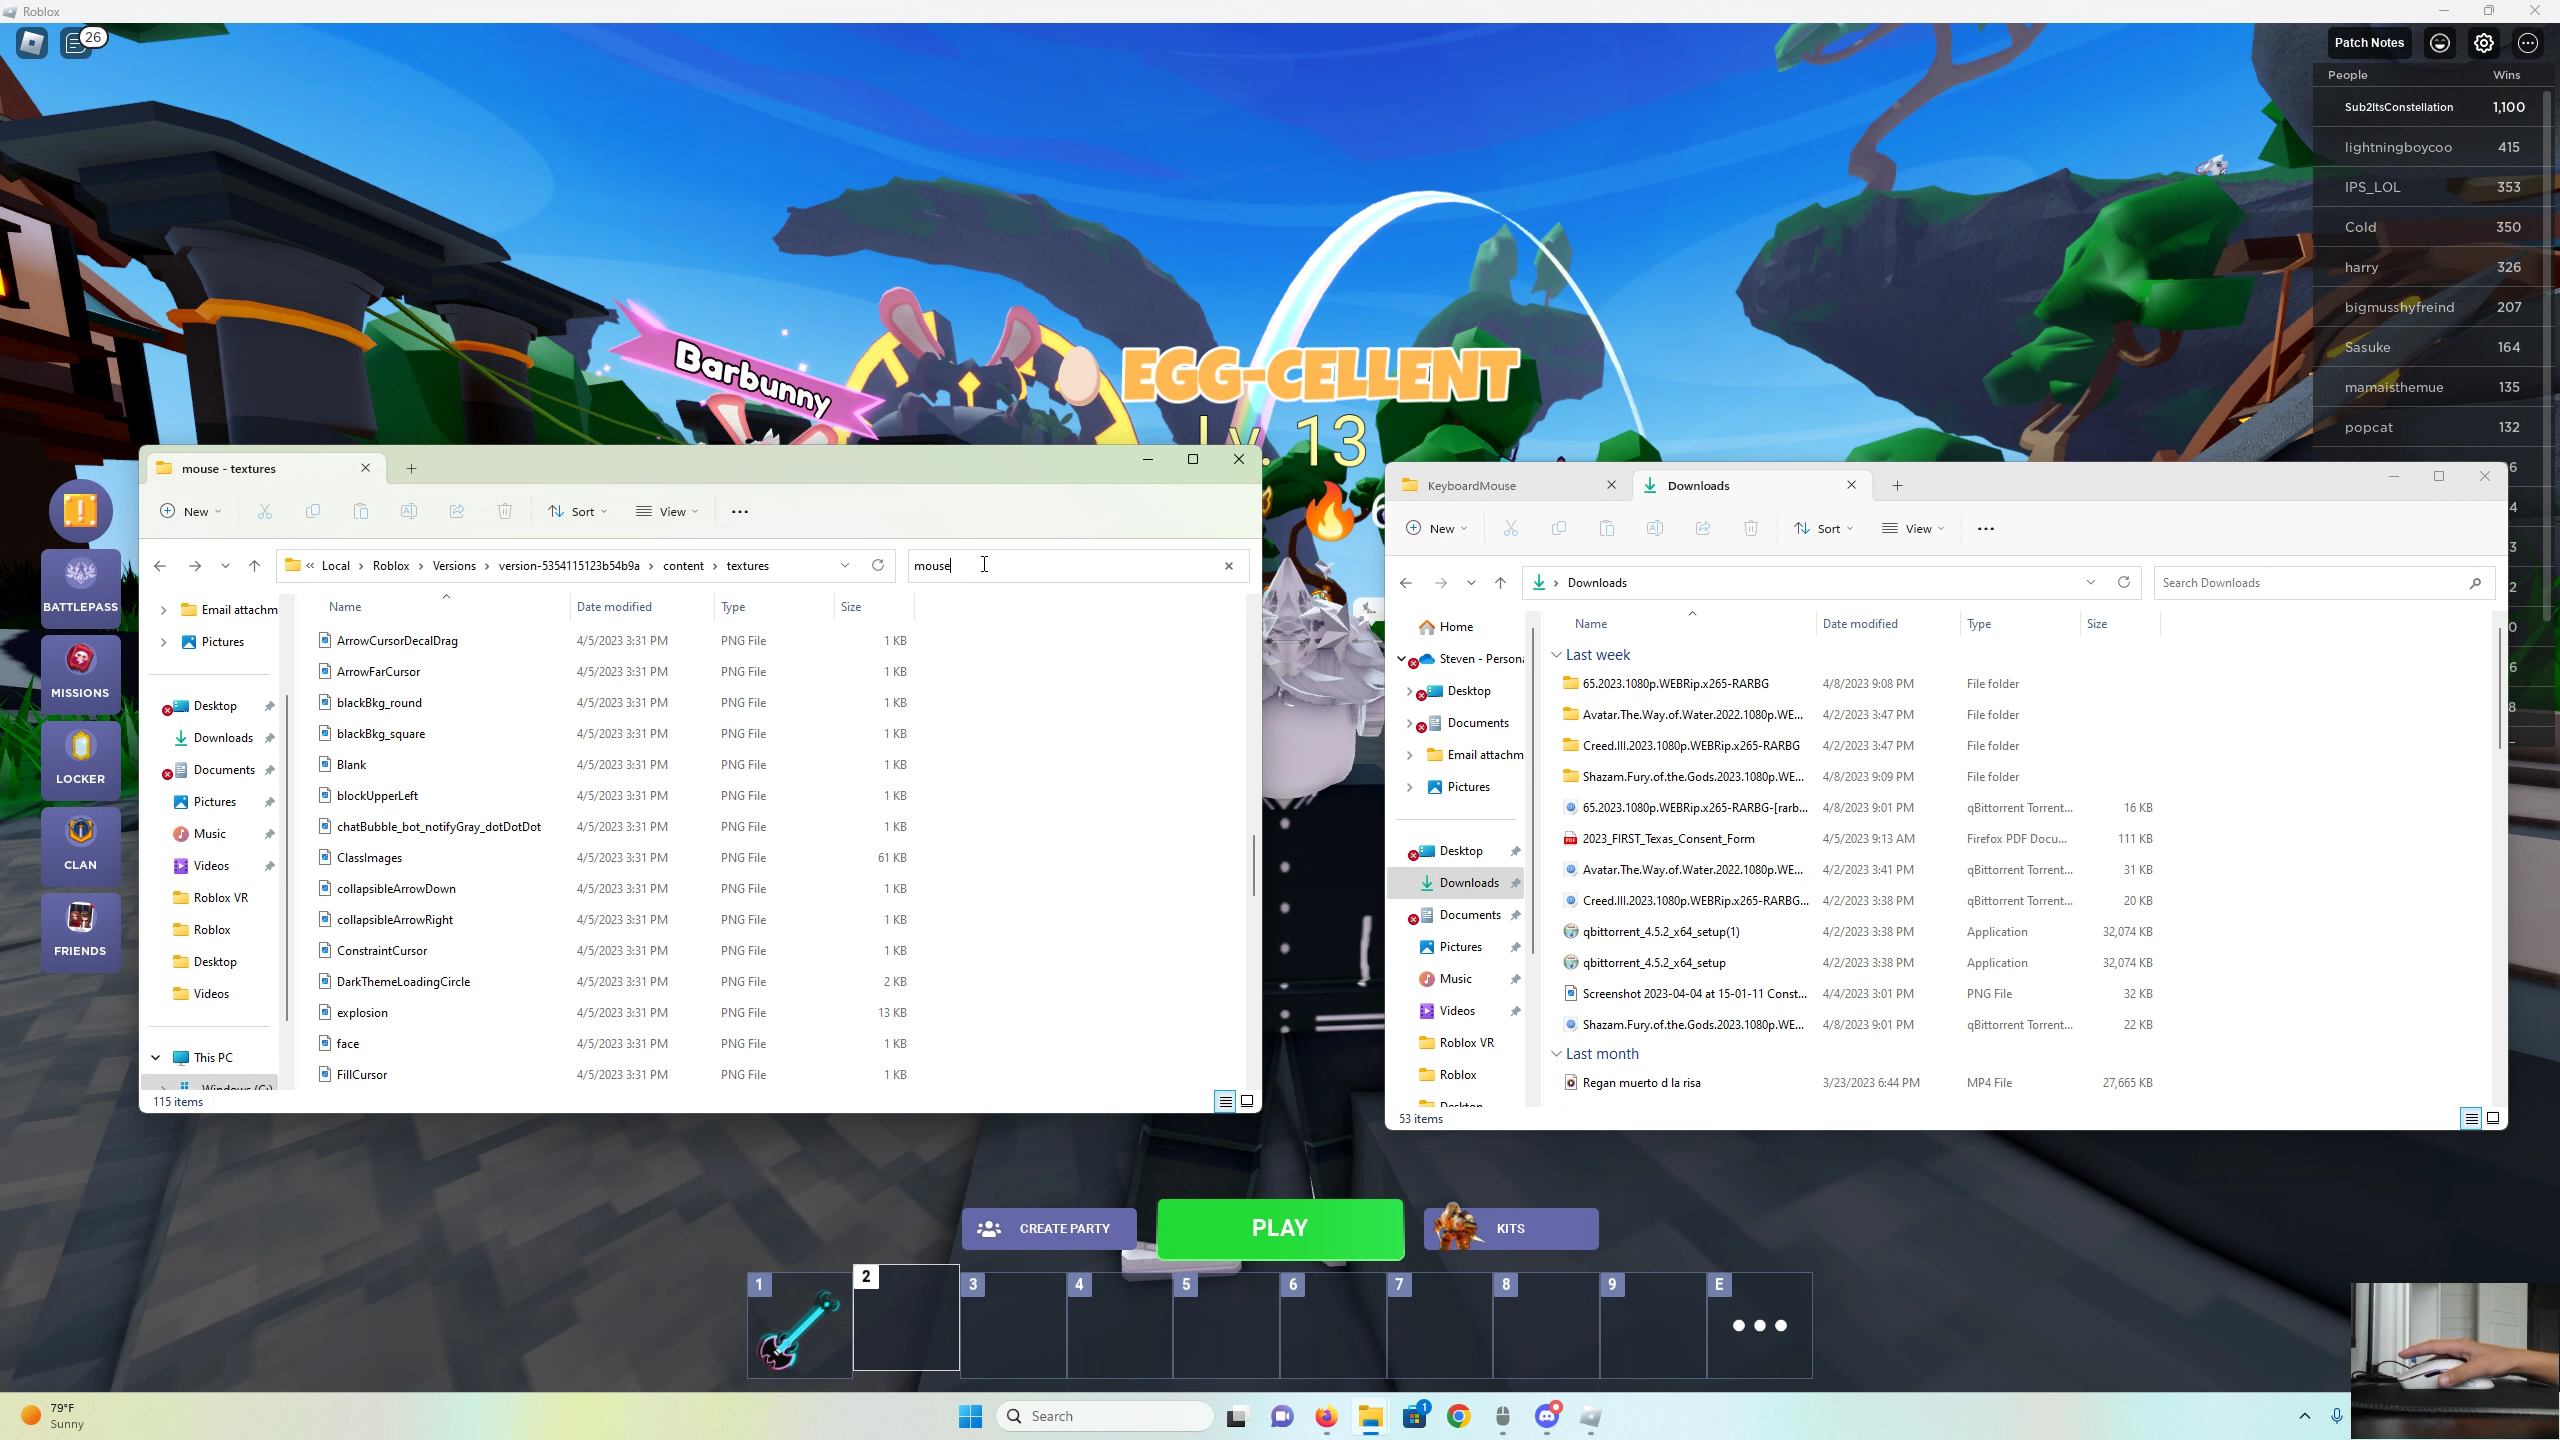 Roblox
26
Patch Notes
People Wins
Sub2ItsConstellation 1,100
lightningboycoo 415
IPS_LOL 353
Cold 350
harry 326
bigmusshyfreind 207
Sasuke 164
mamaisthemue 135
popcat 132
Barbunny
EGG-CELLENT
Lv. 13
BATTLEPASS
MISSIONS
LOCKER
CLAN
FRIENDS
mouse - textures
New Sort View
« Local › Roblox › Versions › version-5354115123b54b9a › content › textures
mouse
Email attachm
Pictures
Desktop
Downloads
Documents
Pictures
Music
Videos
Roblox VR
Roblox
Desktop
Videos
This PC
Windows (C:)
Name Date modified Type Size
ArrowCursorDecalDrag 4/5/2023 3:31 PM PNG File 1 KB
ArrowFarCursor 4/5/2023 3:31 PM PNG File 1 KB
blackBkg_round 4/5/2023 3:31 PM PNG File 1 KB
blackBkg_square 4/5/2023 3:31 PM PNG File 1 KB
Blank 4/5/2023 3:31 PM PNG File 1 KB
blockUpperLeft 4/5/2023 3:31 PM PNG File 1 KB
chatBubble_bot_notifyGray_dotDotDot 4/5/2023 3:31 PM PNG File 1 KB
ClassImages 4/5/2023 3:31 PM PNG File 61 KB
collapsibleArrowDown 4/5/2023 3:31 PM PNG File 1 KB
collapsibleArrowRight 4/5/2023 3:31 PM PNG File 1 KB
ConstraintCursor 4/5/2023 3:31 PM PNG File 1 KB
DarkThemeLoadingCircle 4/5/2023 3:31 PM PNG File 2 KB
explosion 4/5/2023 3:31 PM PNG File 13 KB
face 4/5/2023 3:31 PM PNG File 1 KB
FillCursor 4/5/2023 3:31 PM PNG File 1 KB
115 items
KeyboardMouse
Downloads
New Sort View
› Downloads
Search Downloads
Home
Steven - Persona
Desktop
Documents
Email attachm
Pictures
Desktop
Downloads
Documents
Pictures
Music
Videos
Roblox VR
Roblox
Desktop
Name Date modified Type Size
Last week
65.2023.1080p.WEBRip.x265-RARBG 4/8/2023 9:08 PM File folder
Avatar.The.Way.of.Water.2022.1080p.WE... 4/2/2023 3:47 PM File folder
Creed.III.2023.1080p.WEBRip.x265-RARBG 4/2/2023 3:47 PM File folder
Shazam.Fury.of.the.Gods.2023.1080p.WE... 4/8/2023 9:09 PM File folder
65.2023.1080p.WEBRip.x265-RARBG-[rarb... 4/8/2023 9:01 PM qBittorrent Torrent... 16 KB
2023_FIRST_Texas_Consent_Form 4/5/2023 9:13 AM Firefox PDF Docu... 111 KB
Avatar.The.Way.of.Water.2022.1080p.WE... 4/2/2023 3:41 PM qBittorrent Torrent... 31 KB
Creed.III.2023.1080p.WEBRip.x265-RARBG... 4/2/2023 3:38 PM qBittorrent Torrent... 20 KB
qbittorrent_4.5.2_x64_setup(1) 4/2/2023 3:38 PM Application 32,074 KB
qbittorrent_4.5.2_x64_setup 4/2/2023 3:38 PM Application 32,074 KB
Screenshot 2023-04-04 at 15-01-11 Const... 4/4/2023 3:01 PM PNG File 32 KB
Shazam.Fury.of.the.Gods.2023.1080p.WE... 4/8/2023 9:01 PM qBittorrent Torrent... 22 KB
Last month
Regan muerto d la risa 3/23/2023 6:44 PM MP4 File 27,665 KB
53 items
CREATE PARTY
PLAY
KITS
1 2 3 4 5 6 7 8 9 E
79°F
Sunny
Search
1